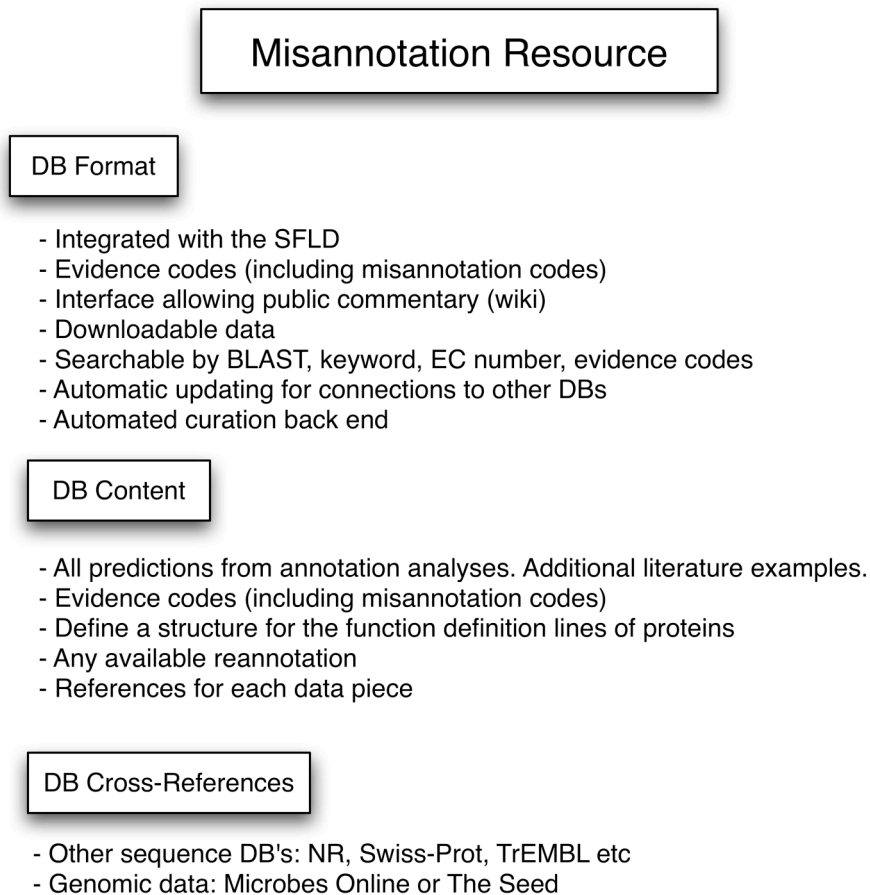 Misannotation Resource
DB Format
- Integrated with the SFLD
- Evidence codes (including misannotation codes)
- Interface allowing public commentary (wiki)
- Downloadable data
- Searchable by BLAST, keyword, EC number, evidence codes
- Automatic updating for connections to other DBs
- Automated curation back end
DB Content
- All predictions from annotation analyses. Additional literature examples.
- Evidence codes (including misannotation codes)
- Define a structure for the function definition lines of proteins
- Any available reannotation
- References for each data piece
DB Cross-References
- Other sequence DB's: NR, Swiss-Prot, TrEMBL etc
- Genomic data: Microbes Online or The Seed